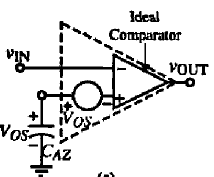 Ideal
Comparator
vIN
vOUT
−
+
+
VOS
+
VOS
−
CAZ